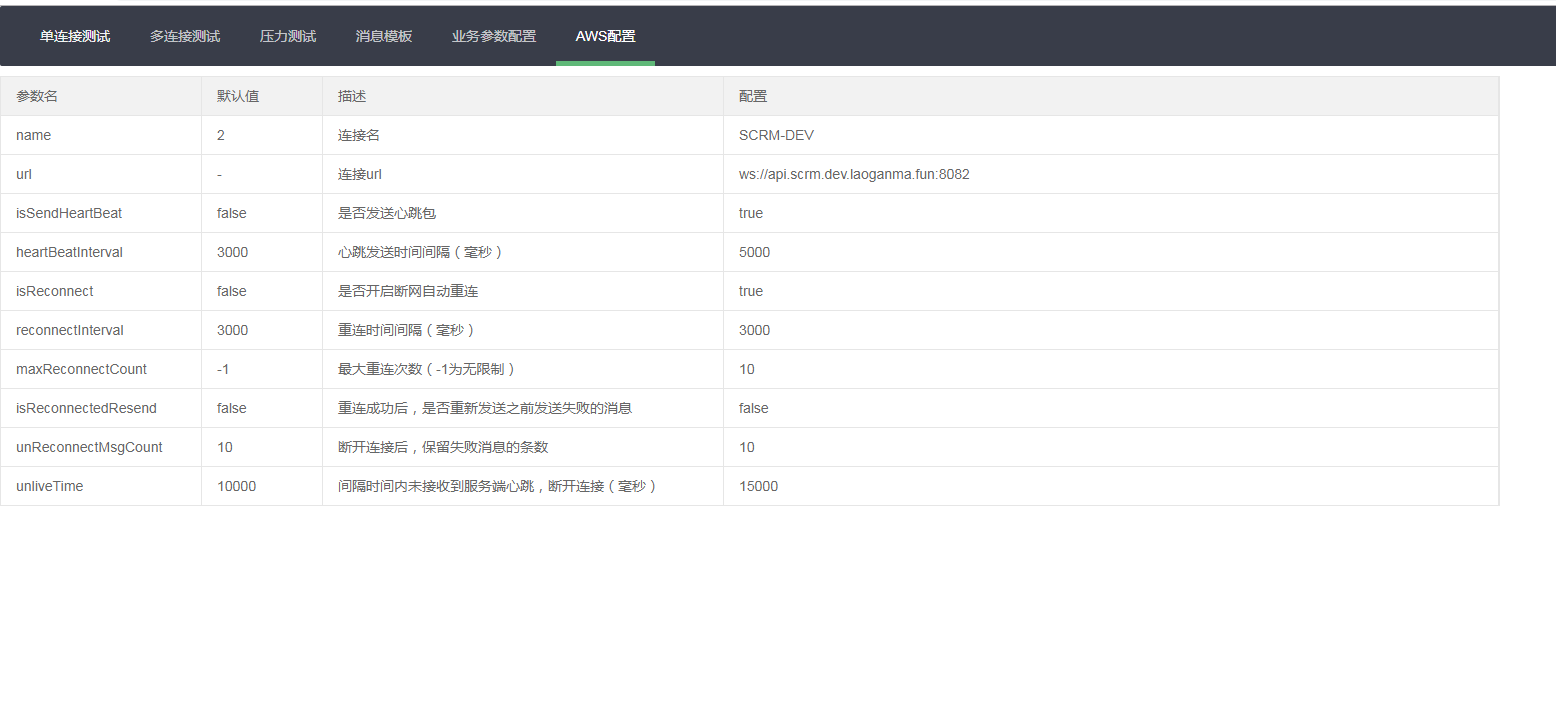 单连接测试 多连接测试 压力测试 消息模板 业务参数配置 AWS配置
参数名 默认值 描述 配置
name 2 连接名 SCRM-DEV
url - 连接url ws://api.scrm.dev.laoganma.fun:8082
isSendHeartBeat false 是否发送心跳包 true
heartBeatInterval 3000 心跳发送时间间隔（毫秒） 5000
isReconnect false 是否开启断网自动重连 true
reconnectInterval 3000 重连时间间隔（毫秒） 3000
maxReconnectCount -1 最大重连次数（-1为无限制） 10
isReconnectedResend false 重连成功后，是否重新发送之前发送失败的消息 false
unReconnectMsgCount 10 断开连接后，保留失败消息的条数 10
unliveTime 10000 间隔时间内未接收到服务端心跳，断开连接（毫秒） 15000